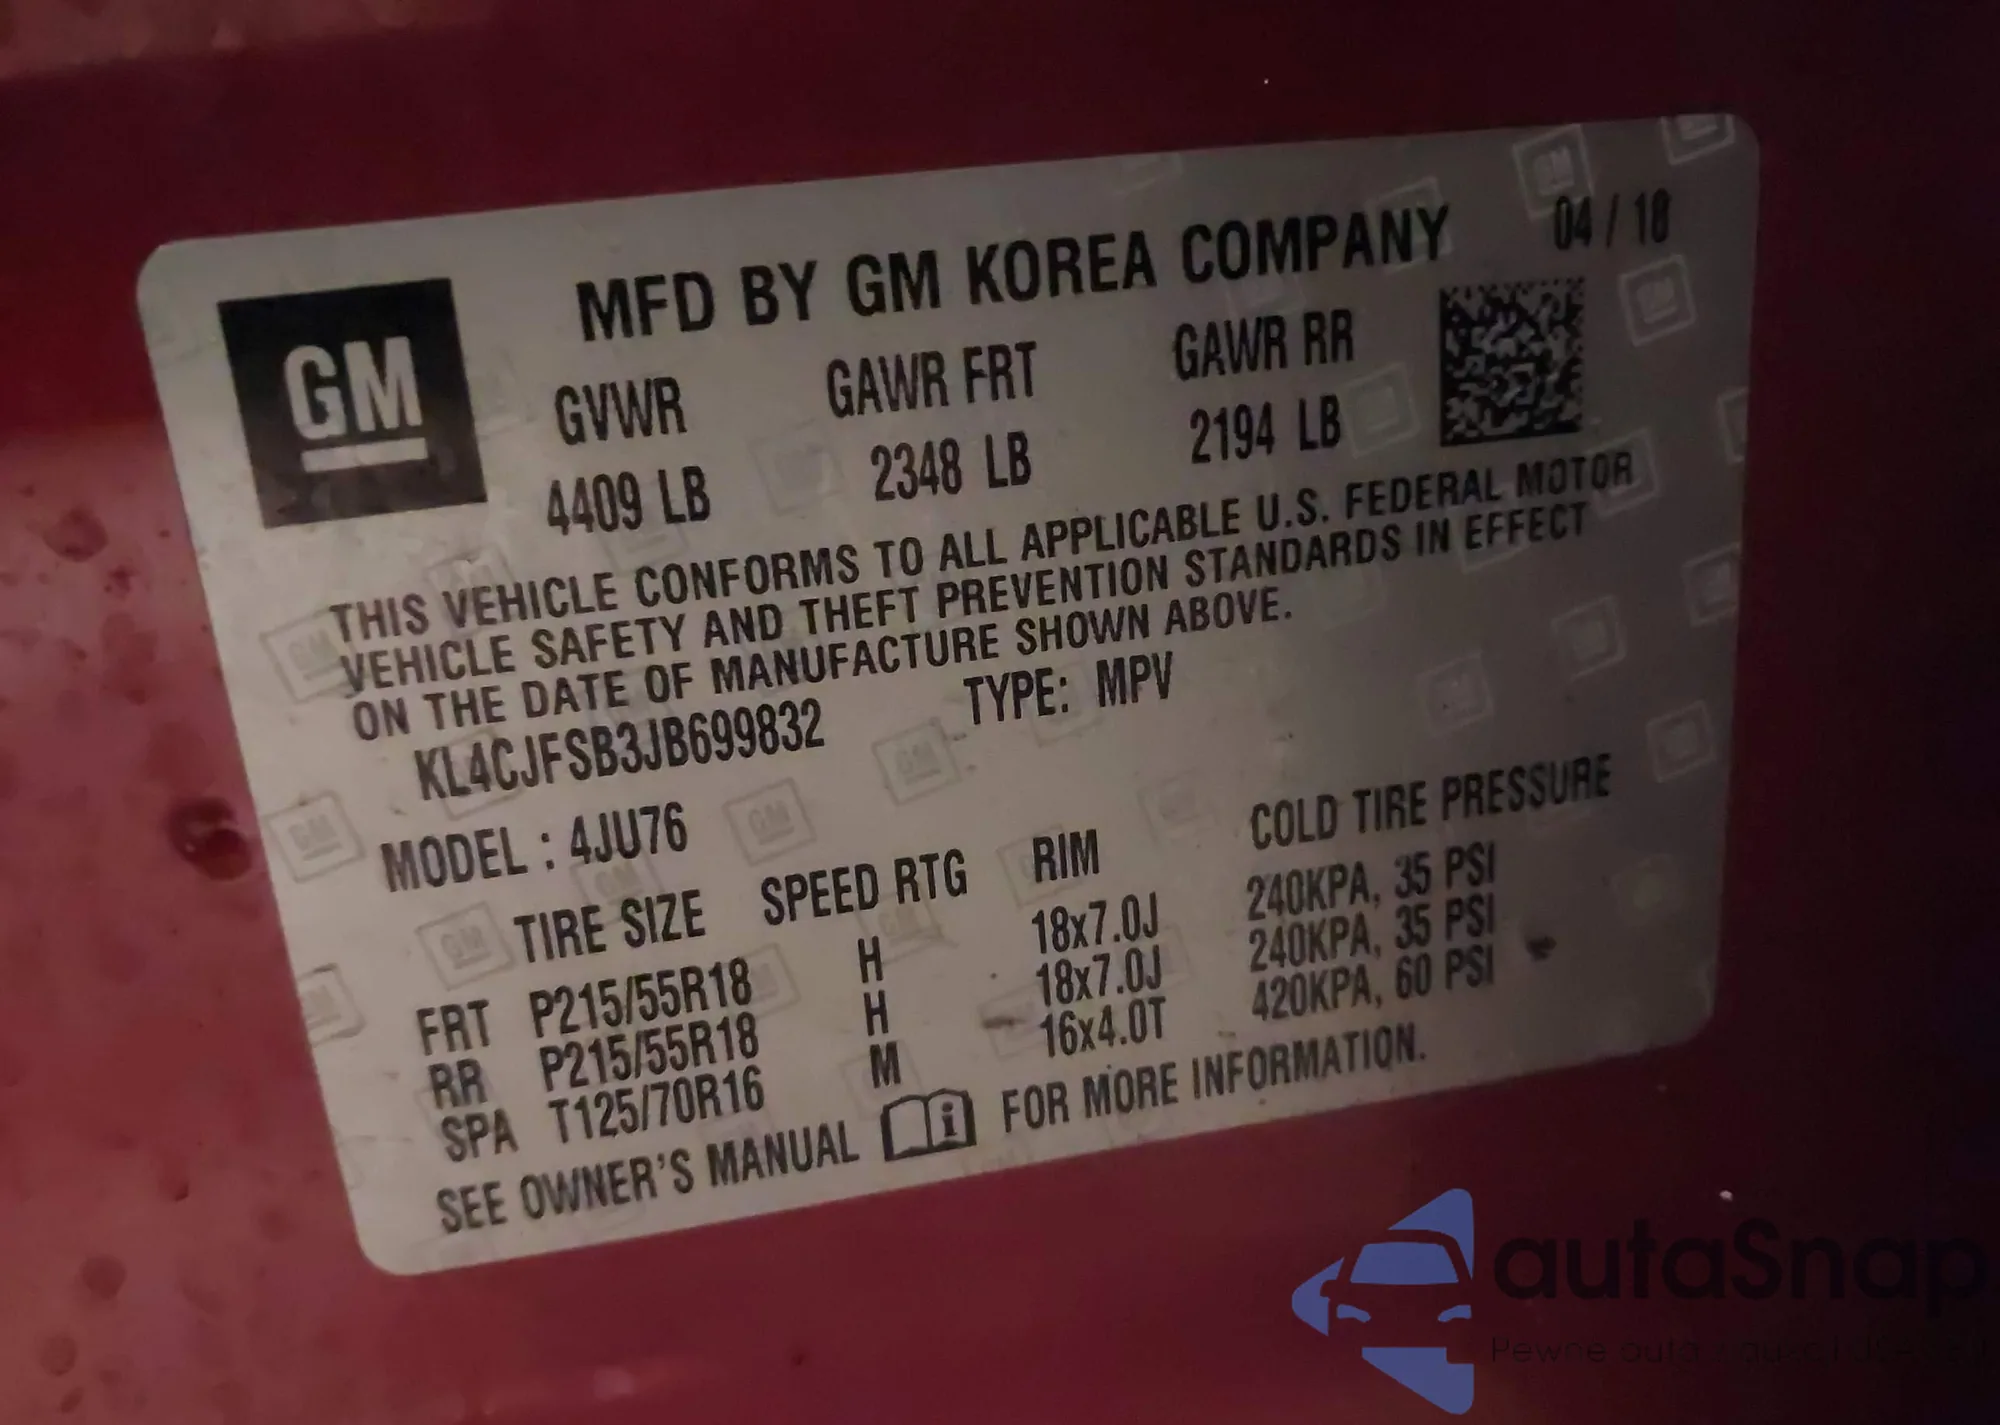 GM
MFD BY GM KOREA COMPANY 04 / 18
GVWR GAWR FRT GAWR RR
4409 LB 2348 LB 2194 LB
THIS VEHICLE CONFORMS TO ALL APPLICABLE U.S. FEDERAL MOTOR
VEHICLE SAFETY AND THEFT PREVENTION STANDARDS IN EFFECT
ON THE DATE OF MANUFACTURE SHOWN ABOVE.
KL4CJFSB3JB699832 TYPE: MPV
MODEL : 4JU76
TIRE SIZE SPEED RTG RIM COLD TIRE PRESSURE
FRT P215/55R18 H 18x7.0J 240KPA, 35 PSI
RR P215/55R18 H 18x7.0J 240KPA, 35 PSI
SPA T125/70R16 M 16x4.0T 420KPA, 60 PSI
SEE OWNER'S MANUAL FOR MORE INFORMATION.
autaSnap
Pewne auta